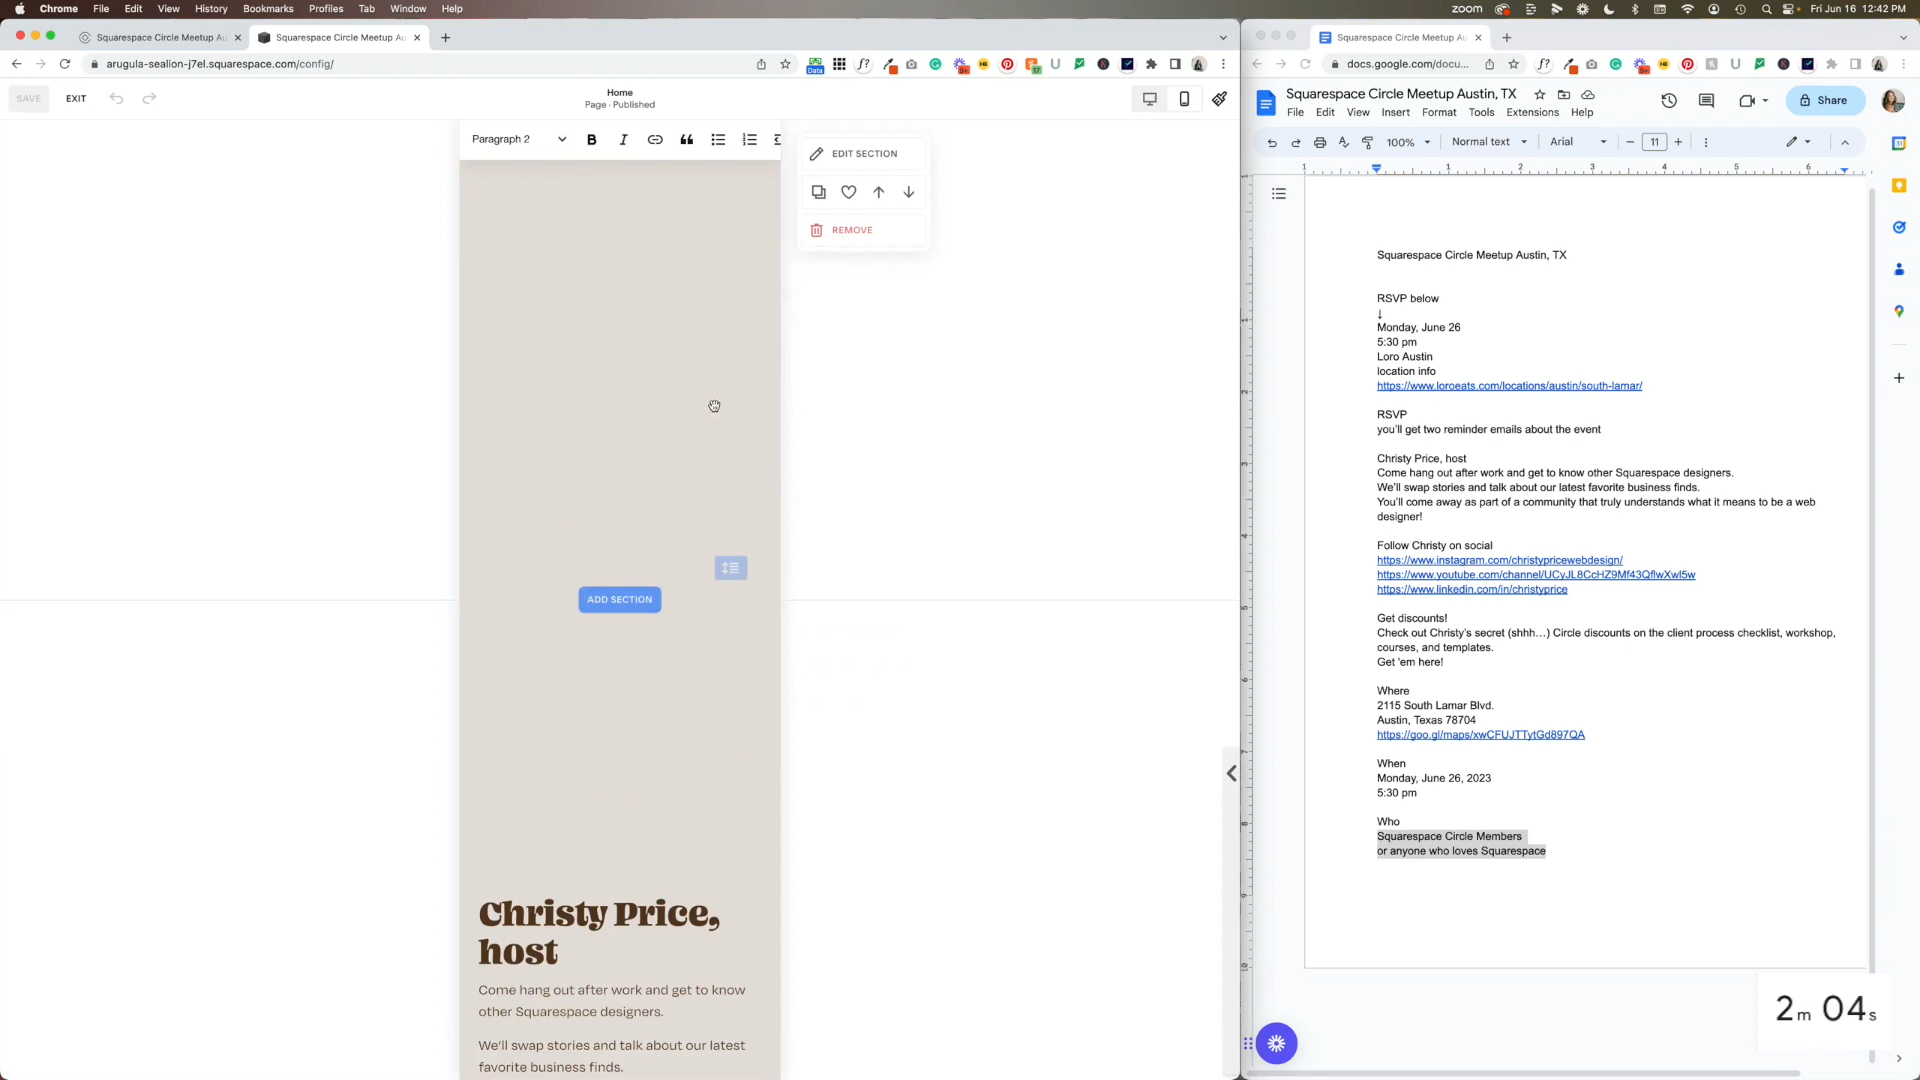 Chrome File Edit View History Bookmarks Profiles Tab Window Help
zoom Fri Jun 16 12:42 PM
Squarespace Circle Meetup Au
Squarespace Circle Meetup Au
arugula-sealion-j7el.squarespace.com/config/
SAVE EXIT
Home
Page · Published
Paragraph 2 B I
EDIT SECTION
REMOVE
ADD SECTION
Christy Price,
host
Come hang out after work and get to know
other Squarespace designers.
We'll swap stories and talk about our latest
favorite business finds.
Squarespace Circle Meetup Au
docs.google.com/docu...
Squarespace Circle Meetup Austin, TX
File Edit View Insert Format Tools Extensions Help
Share
100% Normal text Arial 11
Squarespace Circle Meetup Austin, TX
RSVP below
↓
Monday, June 26
5:30 pm
Loro Austin
location info
https://www.loroeats.com/locations/austin/south-lamar/
RSVP
you'll get two reminder emails about the event
Christy Price, host
Come hang out after work and get to know other Squarespace designers.
We'll swap stories and talk about our latest favorite business finds.
You'll come away as part of a community that truly understands what it means to be a web
designer!
Follow Christy on social
https://www.instagram.com/christypricewebdesign/
https://www.youtube.com/channel/UCyJL8CcHZ9Mf43QflwXwI5w
https://www.linkedin.com/in/christyprice
Get discounts!
Check out Christy's secret (shhh…) Circle discounts on the client process checklist, workshop,
courses, and templates.
Get 'em here!
Where
2115 South Lamar Blvd.
Austin, Texas 78704
https://goo.gl/maps/xwCFUJTTytGd897QA
When
Monday, June 26, 2023
5:30 pm
Who
Squarespace Circle Members
or anyone who loves Squarespace
2m 04s